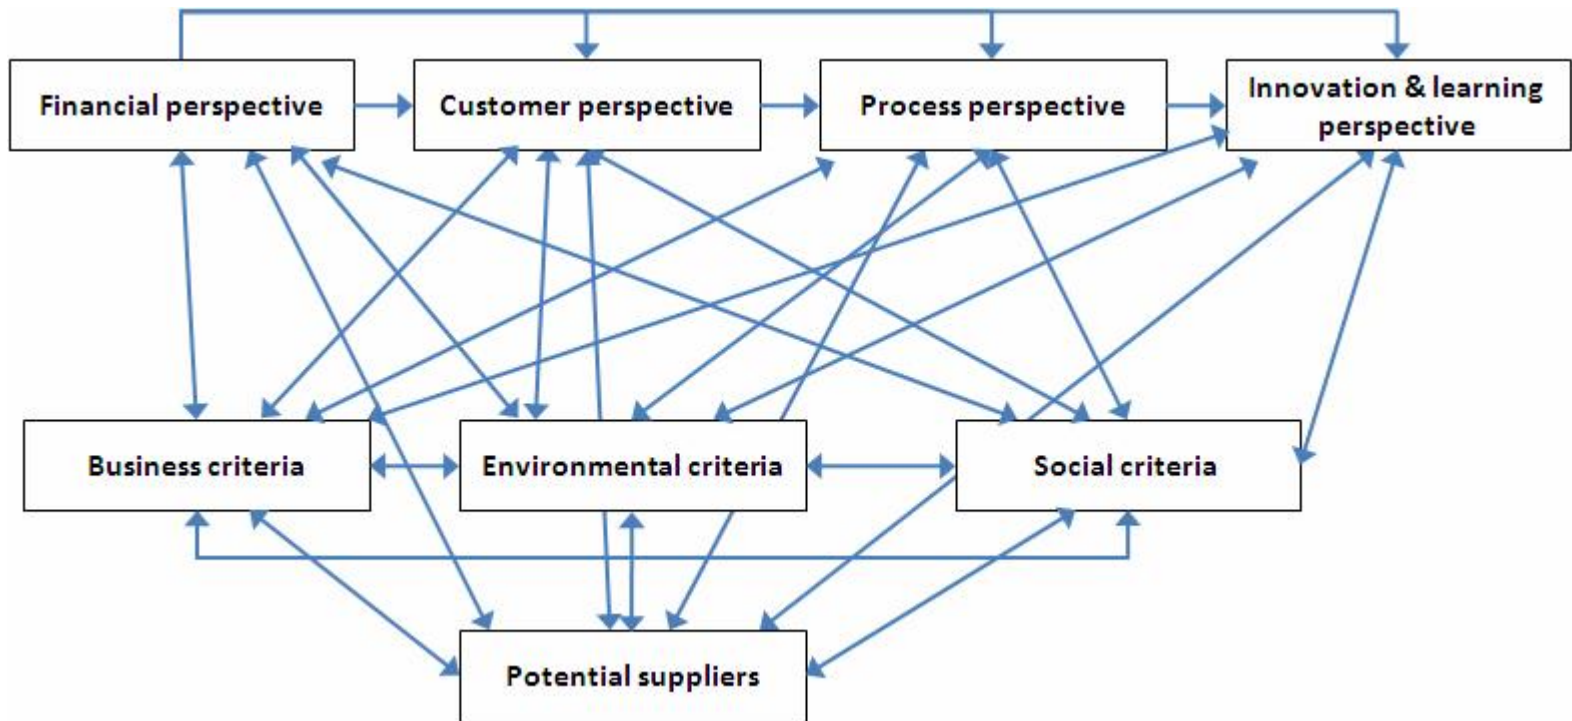 Financial perspective
Customer perspective
Process perspective
Innovation & learning
perspective
Business criteria
Environmental criteria
Social criteria
Potential suppliers